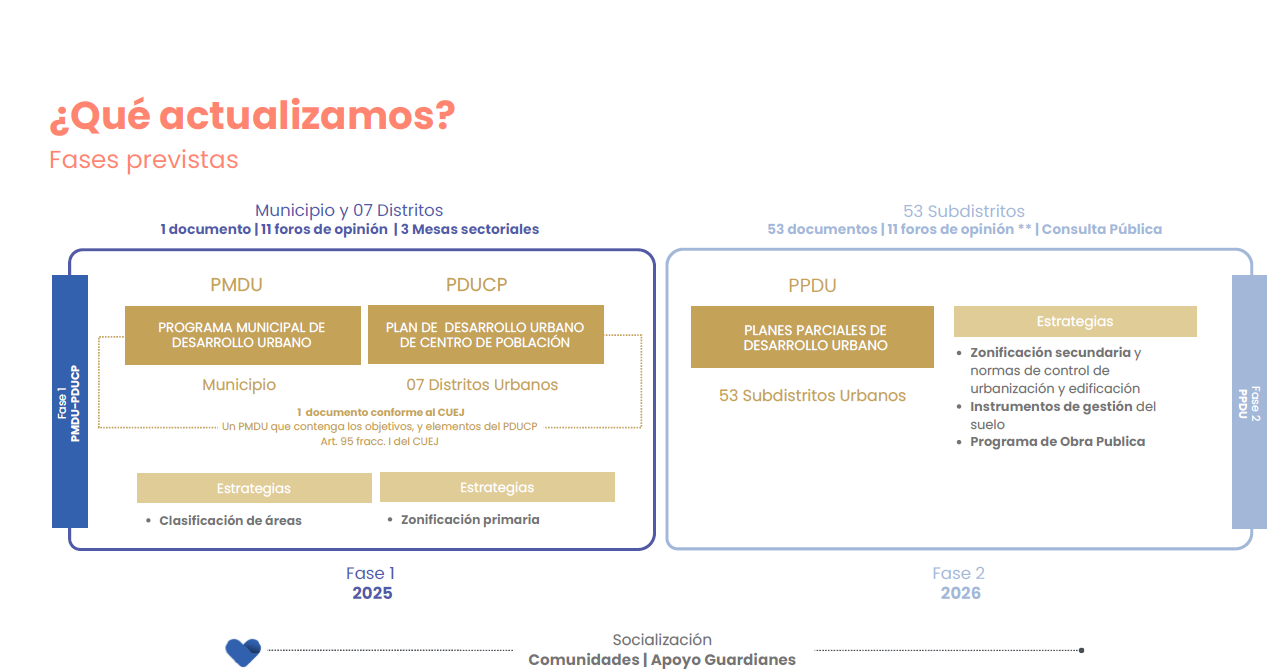 ¿Qué actualizamos?
Fases previstas
Municipio y 07 Distritos
1 documento | 11 foros de opinión | 3 Mesas sectoriales
PMDU
PDUCP
PROGRAMA MUNICIPAL DE
DESARROLLO URBANO
PLAN DE DESARROLLO URBANO
DE CENTRO DE POBLACIÓN
Municipio
07 Distritos Urbanos
1 documento conforme al CUEJ
Un PMDU que contenga los objetivos, y elementos del PDUCP
Art. 95 fracc. I del CUEJ
Estrategias
Estrategias
• Clasificación de áreas
• Zonificación primaria
Fase 1
PMDU-PDUCP
Fase 1
2025
53 Subdistritos
53 documentos | 11 foros de opinión ** | Consulta Pública
PPDU
PLANES PARCIALES DE
DESARROLLO URBANO
53 Subdistritos Urbanos
Estrategias
• Zonificación secundaria y
normas de control de
urbanización y edificación
• Instrumentos de gestión del
suelo
• Programa de Obra Publica
Fase 2
PPDU
Fase 2
2026
Socialización
Comunidades | Apoyo Guardianes